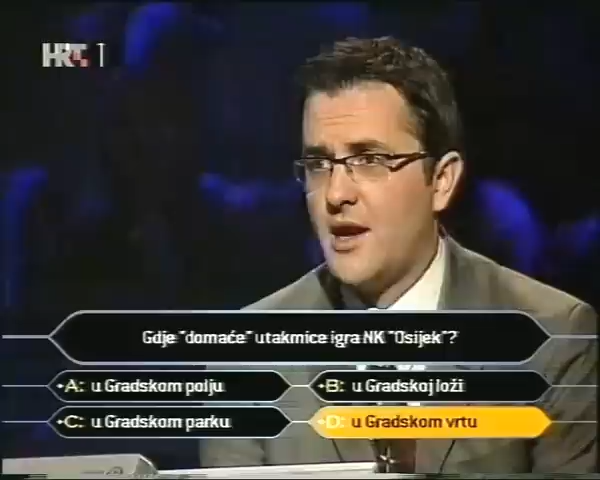 HRT 1
Gdje "domaće" utakmice igra NK "Osijek"?
A: u Gradskom polju
B: u Gradskoj loži
C: u Gradskom parku
D: u Gradskom vrtu